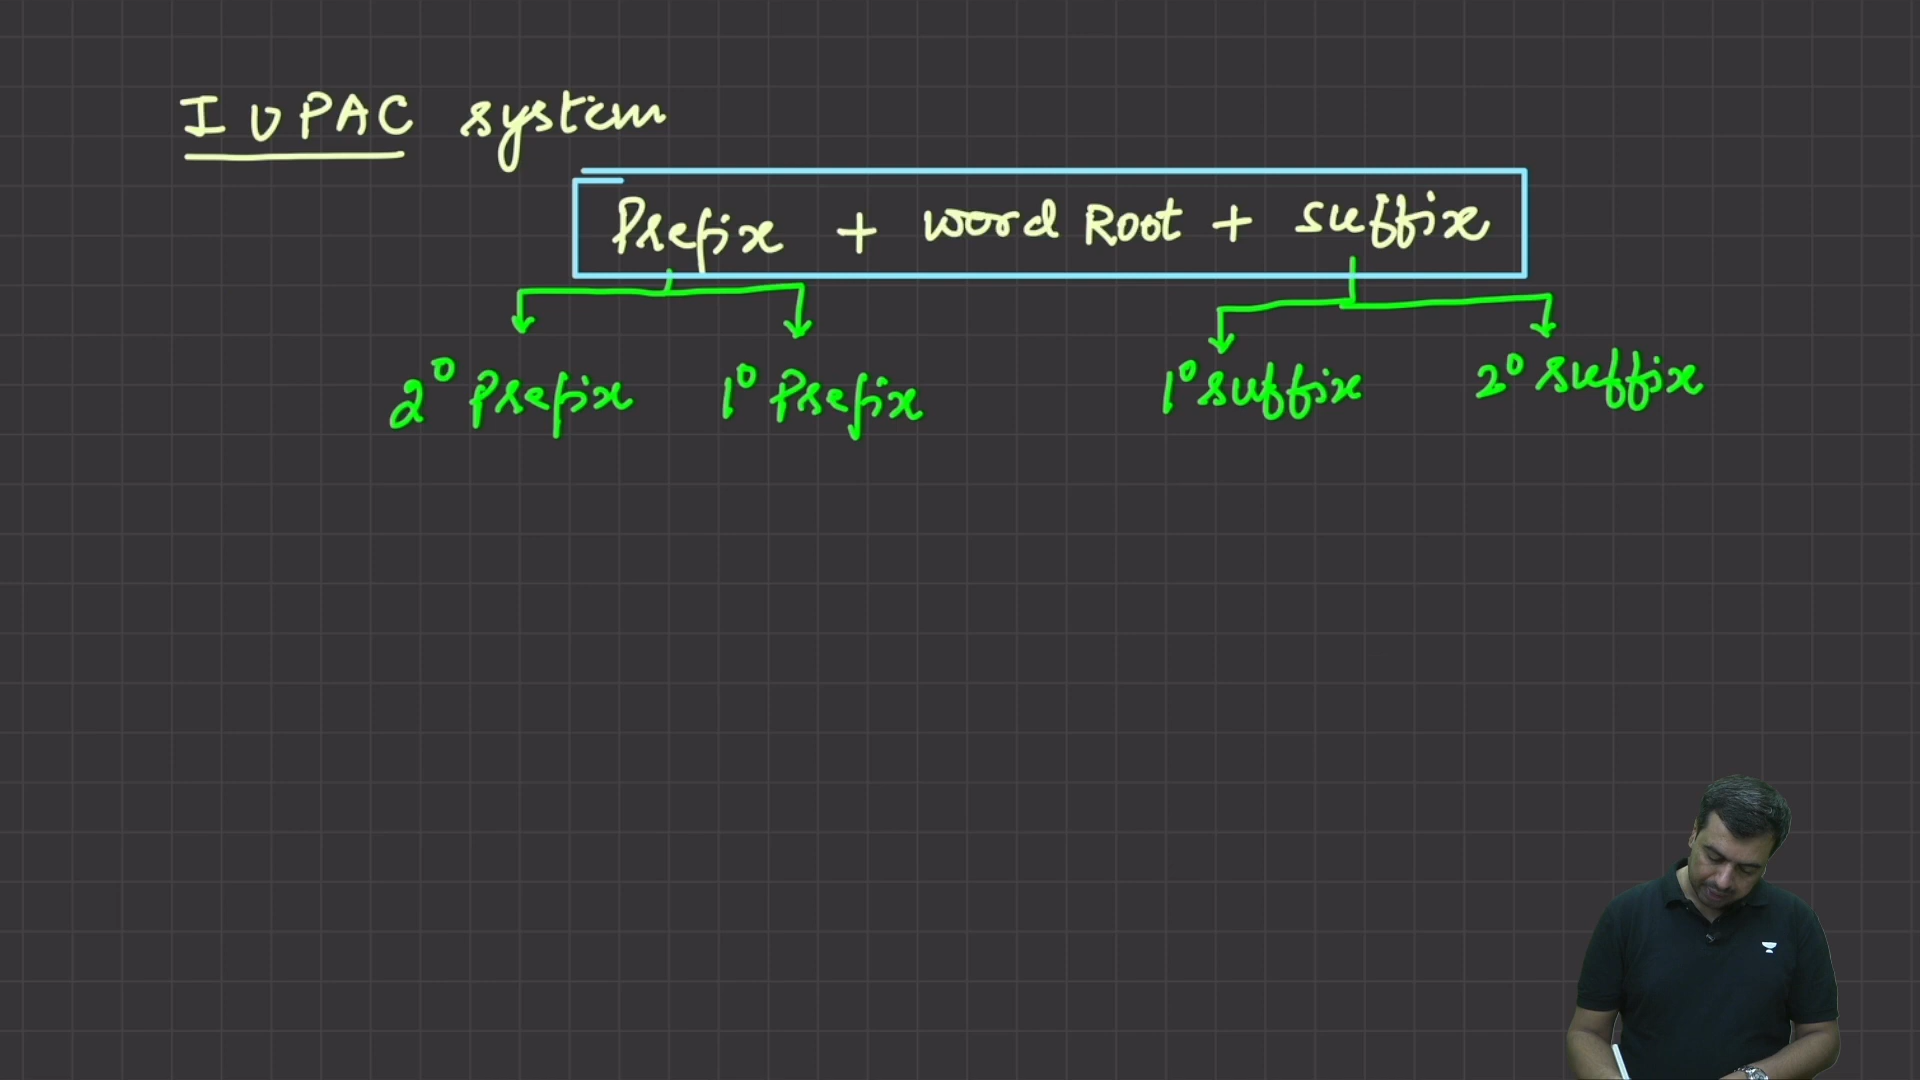 IUPAC system
Prefix + word Root + suffix
2° Prefix 1° Prefix 1° suffix 2° suffix